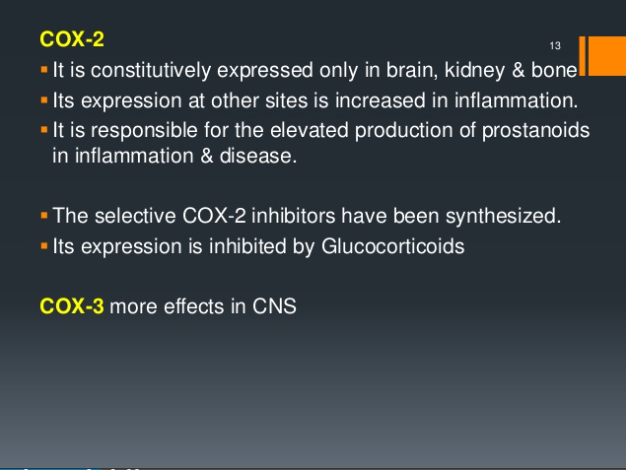 13
COX-2
▪ It is constitutively expressed only in brain, kidney & bone
▪ Its expression at other sites is increased in inflammation.
▪ It is responsible for the elevated production of prostanoids
in inflammation & disease.
▪ The selective COX-2 inhibitors have been synthesized.
▪ Its expression is inhibited by Glucocorticoids
COX-3 more effects in CNS